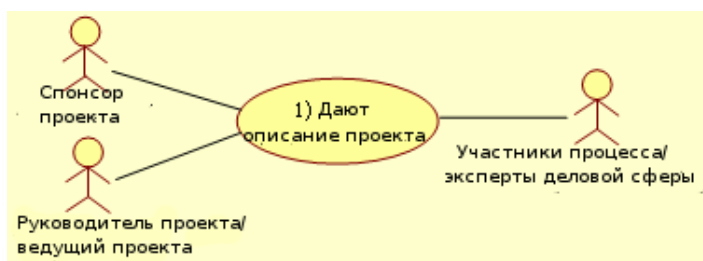 Спонсор
проекта
1) Дают
описание проекта
Участники процесса/
эксперты деловой сферы
Руководитель проекта/
ведущий проекта